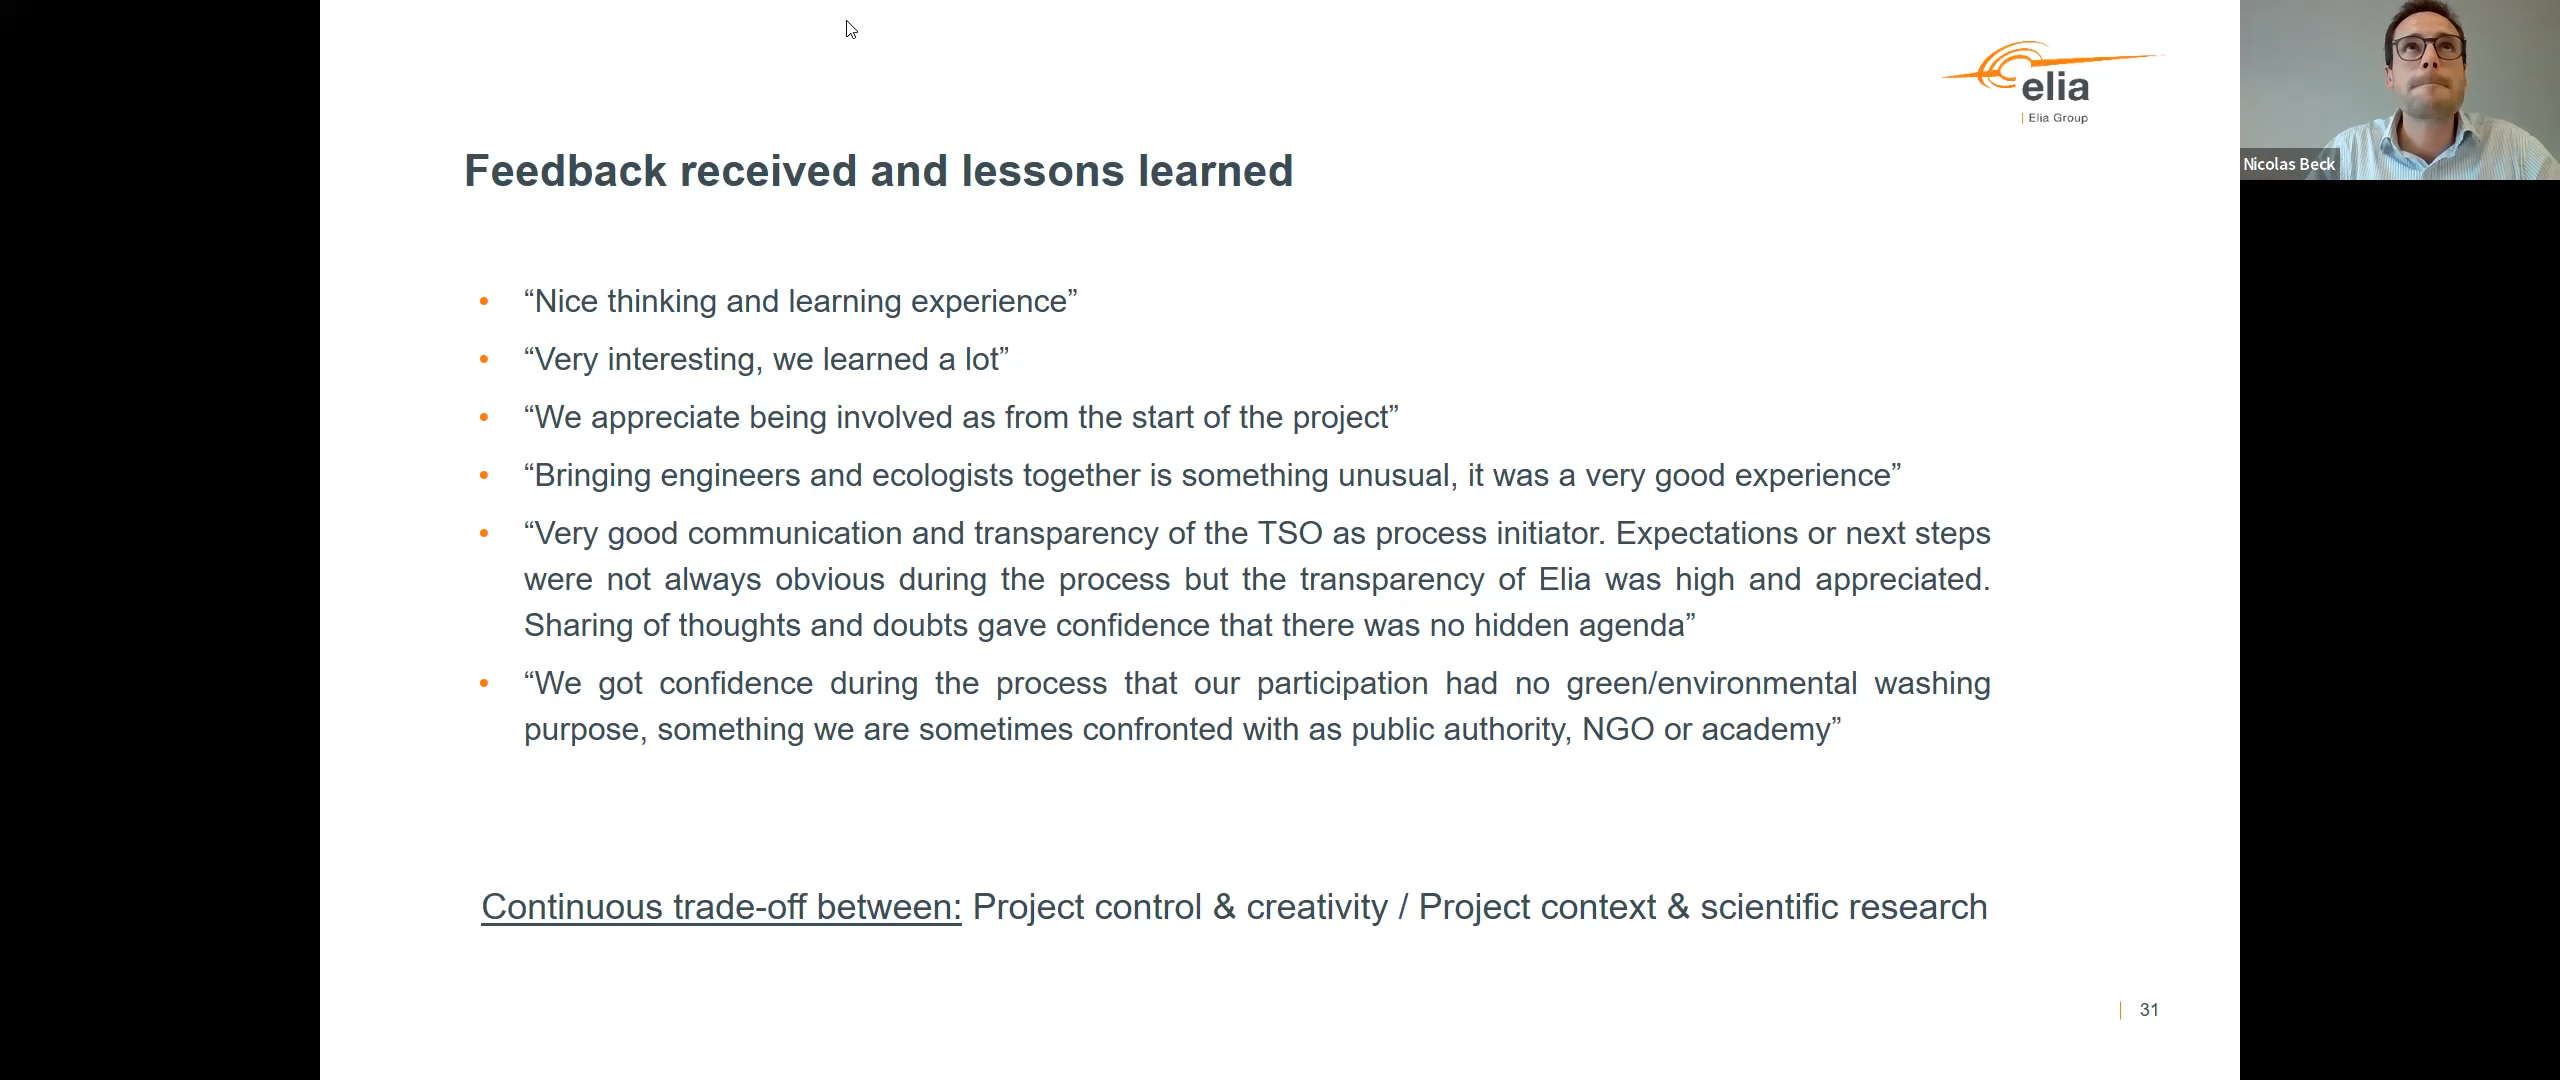 elia
Elia Group
Nicolas Beck
Feedback received and lessons learned
• “Nice thinking and learning experience”
• “Very interesting, we learned a lot”
• “We appreciate being involved as from the start of the project”
• “Bringing engineers and ecologists together is something unusual, it was a very good experience”
• “Very good communication and transparency of the TSO as process initiator. Expectations or next steps
were not always obvious during the process but the transparency of Elia was high and appreciated.
Sharing of thoughts and doubts gave confidence that there was no hidden agenda”
• “We got confidence during the process that our participation had no green/environmental washing
purpose, something we are sometimes confronted with as public authority, NGO or academy”
Continuous trade-off between: Project control & creativity / Project context & scientific research
31